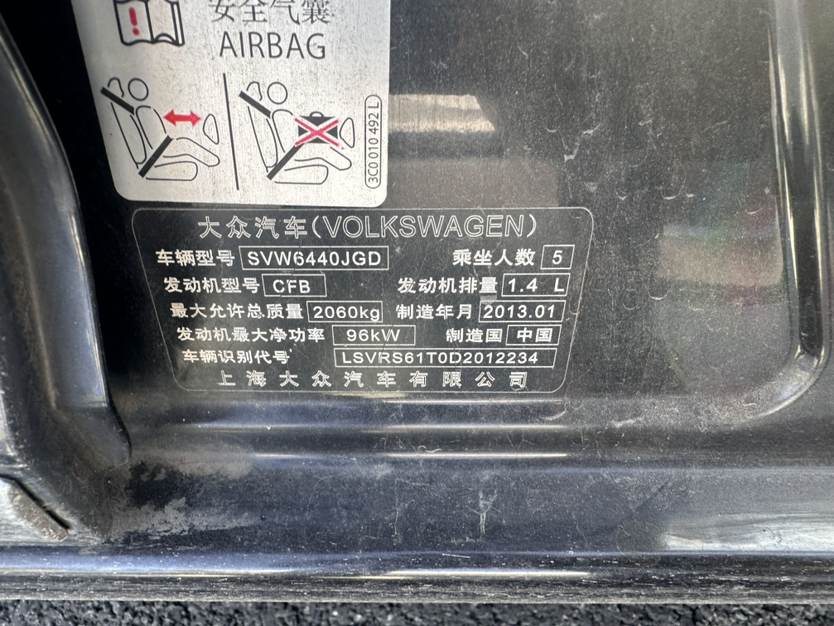 安全气囊
AIRBAG
3C0 010 492 L
大众汽车(VOLKSWAGEN)
车辆型号 SVW6440JGD 乘坐人数 5
发动机型号 CFB 发动机排量 1.4 L
最大允许总质量 2060kg 制造年月 2013.01
发动机最大净功率 96kW 制造国 中国
车辆识别代号 LSVRS61T0D2012234
上海大众汽车有限公司